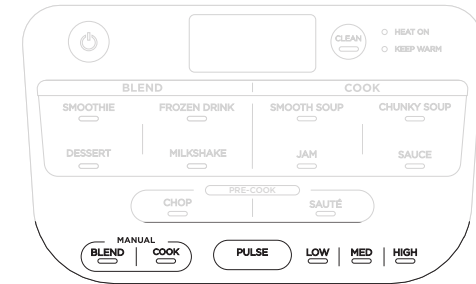 CLEAN
HEAT ON
KEEP WARM
BLEND COOK
SMOOTHIE FROZEN DRINK SMOOTH SOUP CHUNKY SOUP
DESSERT MILKSHAKE JAM SAUCE
PRE-COOK
CHOP SAUTÉ
MANUAL
BLEND COOK PULSE LOW MED HIGH